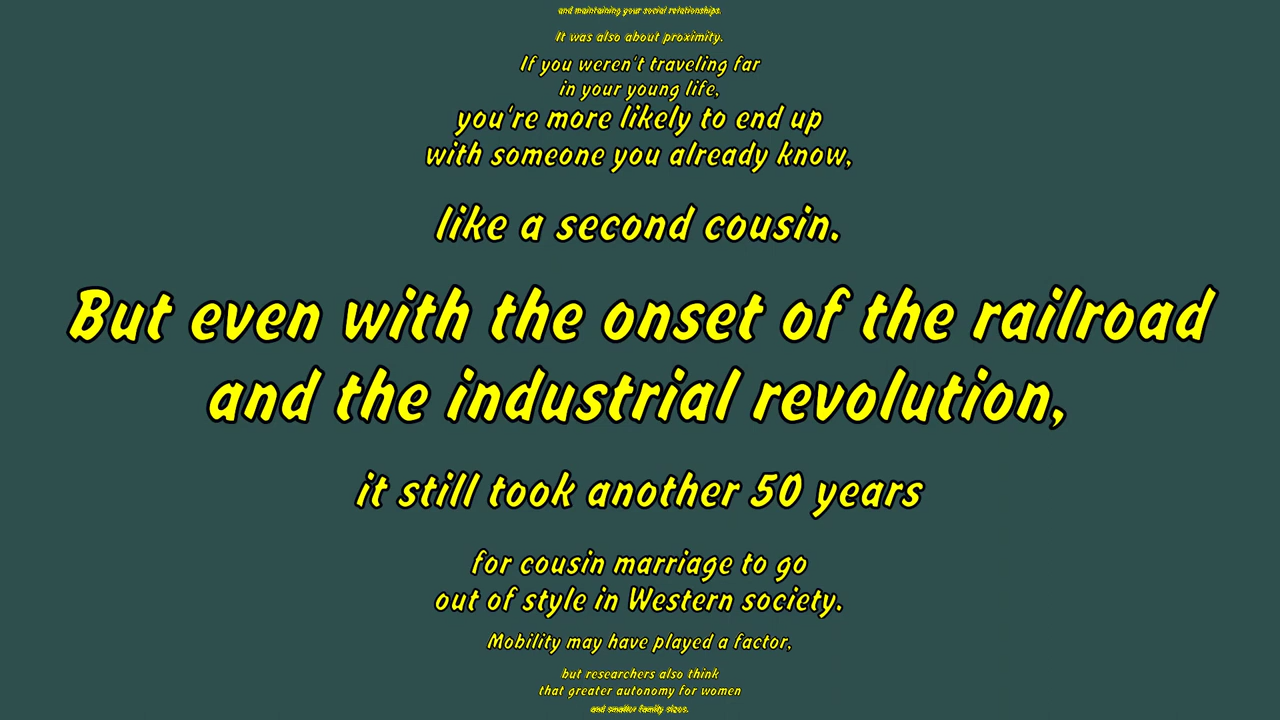 and maintaining your social relationships.
It was also about proximity.
If you weren't traveling far
in your young life,
you're more likely to end up
with someone you already know,
like a second cousin.
But even with the onset of the railroad
and the industrial revolution,
it still took another 50 years
for cousin marriage to go
out of style in Western society.
Mobility may have played a factor,
but researchers also think
that greater autonomy for women
and smaller family sizes.